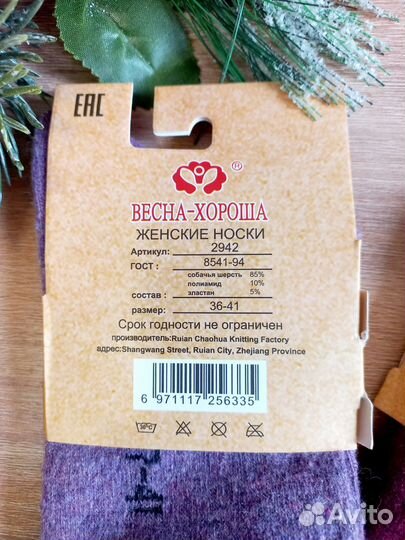 EAC
®
ВЕСНА-ХОРОША
ЖЕНСКИЕ НОСКИ
Артикул: 2942
ГОСТ : 8541-94
собачья шерсть 85%
полиамид 10%
состав : эластан 5%
размер: 36-41
Срок годности не ограничен
производитель:Ruian Chaohua Knitting Factory
адрес:Shangwang Street, Ruian City, Zhejiang Province
6 971117 256335
30°C
Avito